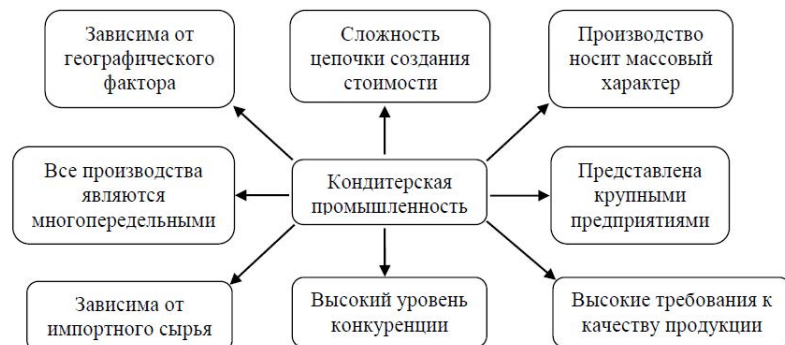 Зависима от
географического
фактора
Сложность
цепочки создания
стоимости
Производство
носит массовый
характер
Все производства
являются
многопередельными
Кондитерская
промышленность
Представлена
крупными
предприятиями
Зависима от
импортного сырья
Высокий уровень
конкуренции
Высокие требования к
качеству продукции